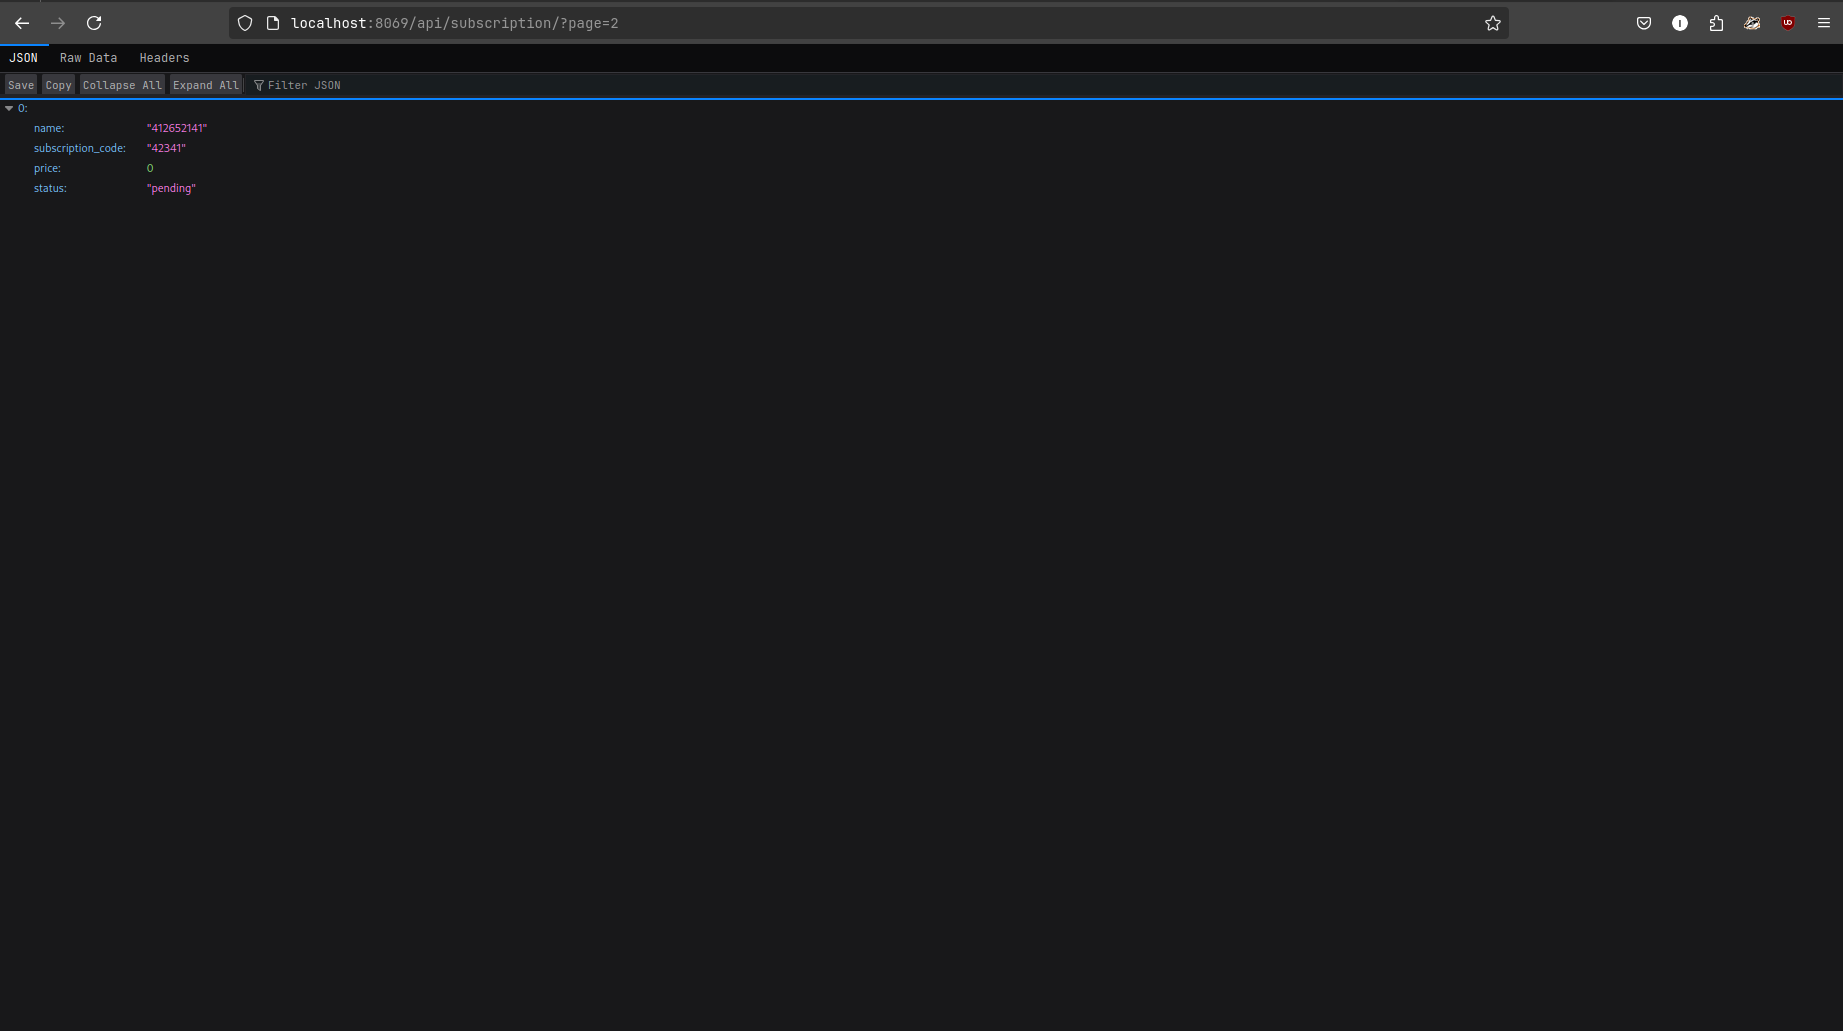 localhost:8069/api/subscription/?page=2
JSON Raw Data Headers
Save Copy Collapse All Expand All Filter JSON
0:
name: "412652141"
subscription_code: "42341"
price: 0
status: "pending"